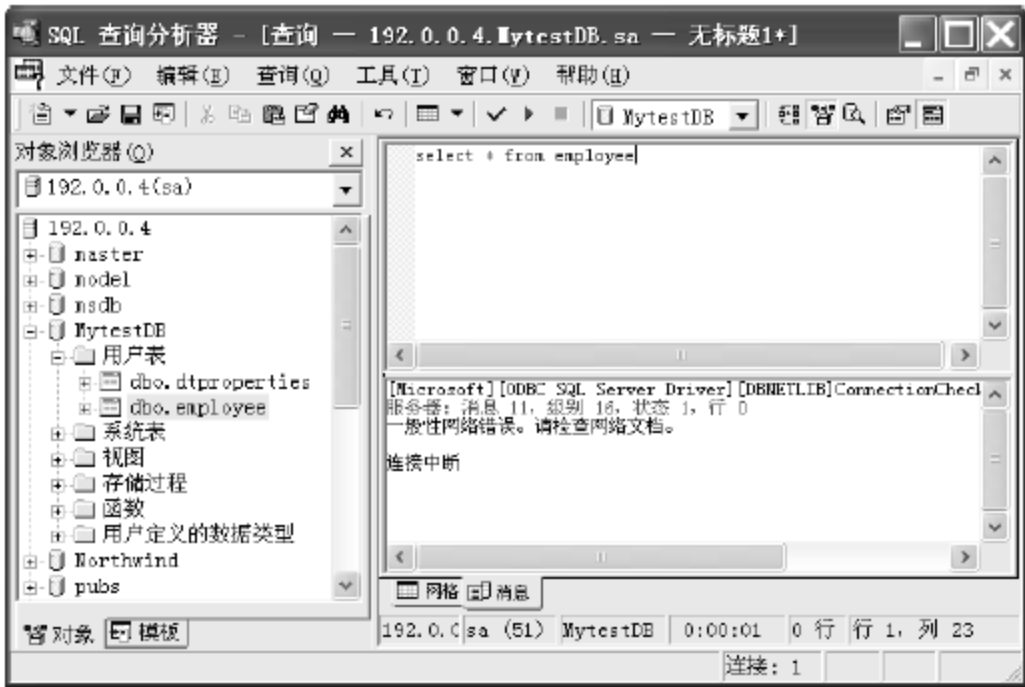 SQL 查询分析器 - [查询 — 192.0.0.4.MytestDB.sa — 无标题1*]
文件(F) 编辑(E) 查询(Q) 工具(T) 窗口(W) 帮助(H)
MytestDB
对象浏览器(O)
192.0.0.4(sa)
192.0.0.4
master
model
msdb
MytestDB
用户表
dbo.dtproperties
dbo.employee
系统表
视图
存储过程
函数
用户定义的数据类型
Northwind
pubs
对象 模板
select * from employee
[Microsoft][ODBC SQL Server Driver][DBNETLIB]ConnectionCheck
服务器: 消息 11，级别 16，状态 1，行 0
一般性网络错误。请检查网络文档。
连接中断
网格 消息
192.0.0 sa (51) MytestDB 0:00:01 0 行 行 1, 列 23
连接: 1